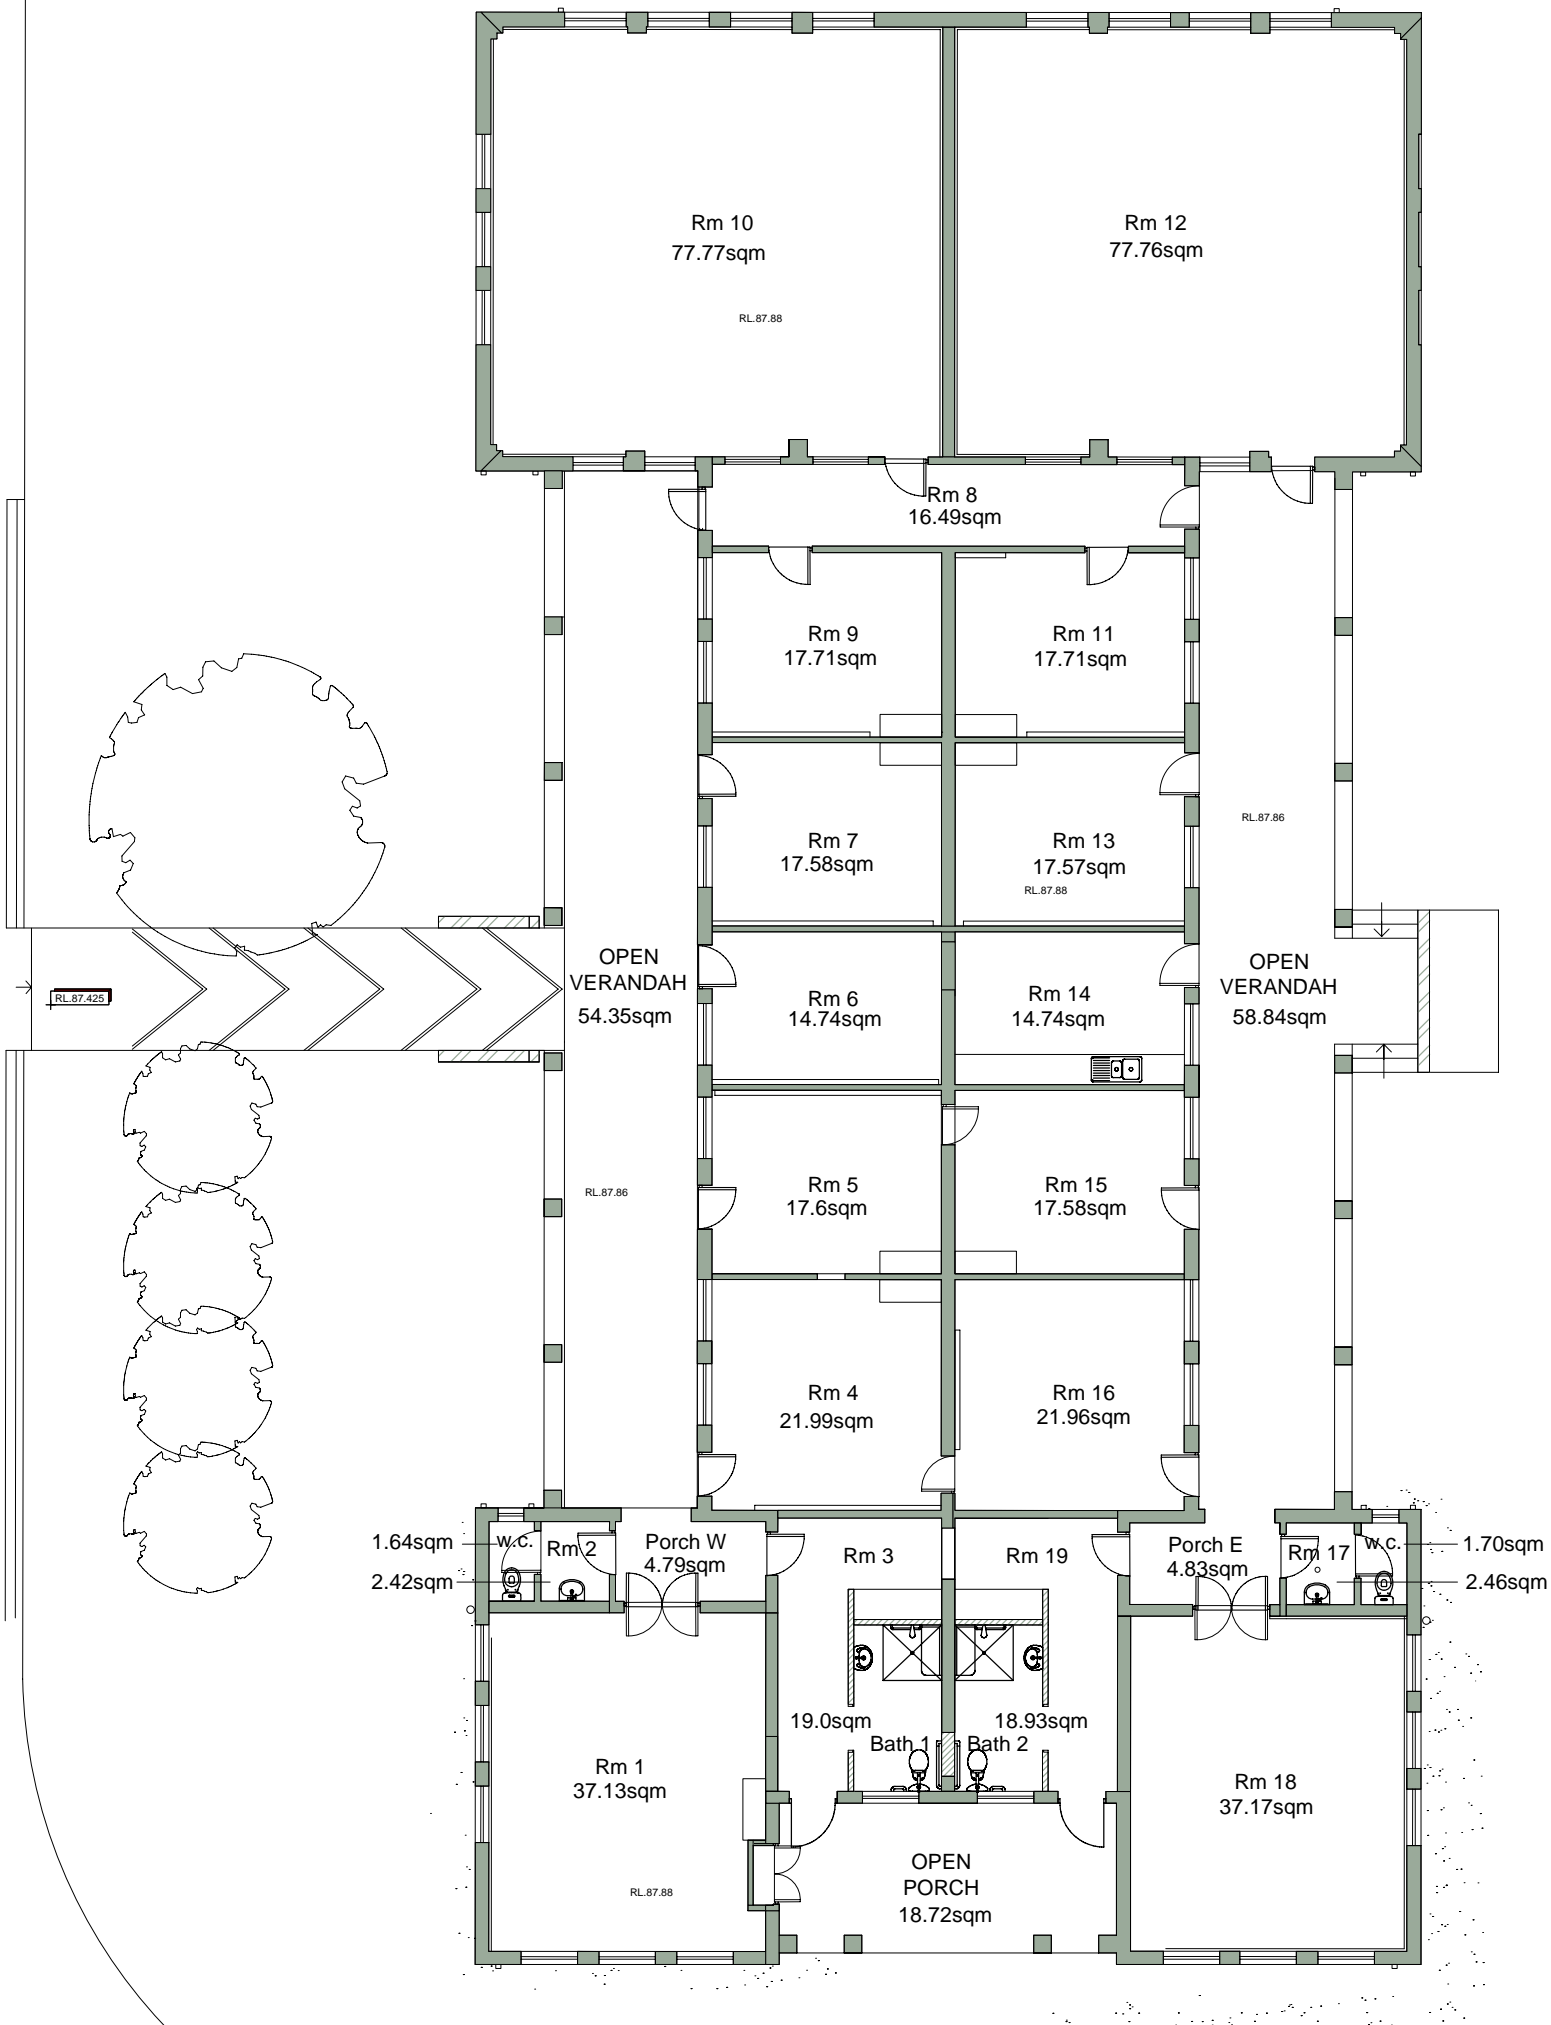 Rm 10
77.77sqm
RL.87.88
Rm 12
77.76sqm
Rm 8
16.49sqm
Rm 9
17.71sqm
Rm 11
17.71sqm
Rm 7
17.58sqm
Rm 13
17.57sqm
RL.87.88
RL.87.86
OPEN
VERANDAH
54.35sqm
RL.87.425
Rm 6
14.74sqm
Rm 14
14.74sqm
OPEN
VERANDAH
58.84sqm
RL.87.86
Rm 5
17.6sqm
Rm 15
17.58sqm
Rm 4
21.99sqm
Rm 16
21.96sqm
1.64sqm
w.c.
Rm 2
2.42sqm
Porch W
4.79sqm
Rm 3
Rm 19
Porch E
4.83sqm
Rm 17
w.c.
1.70sqm
2.46sqm
19.0sqm
Bath 1
18.93sqm
Bath 2
Rm 1
37.13sqm
RL.87.88
Rm 18
37.17sqm
OPEN
PORCH
18.72sqm